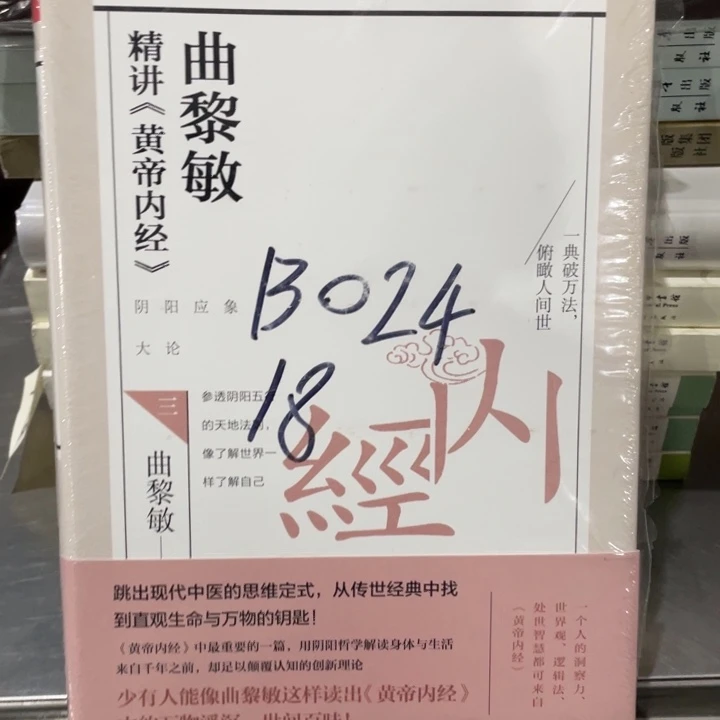 曲黎敏
精讲《黄帝内经》
一典破万法，
俯瞰人间世
阴阳应象
大论
B024
18
三
参透阴阳五行
的天地法则，
像了解世界一
样了解自己
内
經
曲黎敏
跳出现代中医的思维定式，从传世经典中找
到直观生命与万物的钥匙！
《黄帝内经》中最重要的一篇，用阴阳哲学解读身体与生活
来自千年之前，却足以颠覆认知的创新理论
少有人能像曲黎敏这样读出《黄帝内经》
一个人的洞察力、
世界观、逻辑法、
处世智慧都可来自
《黄帝内经》